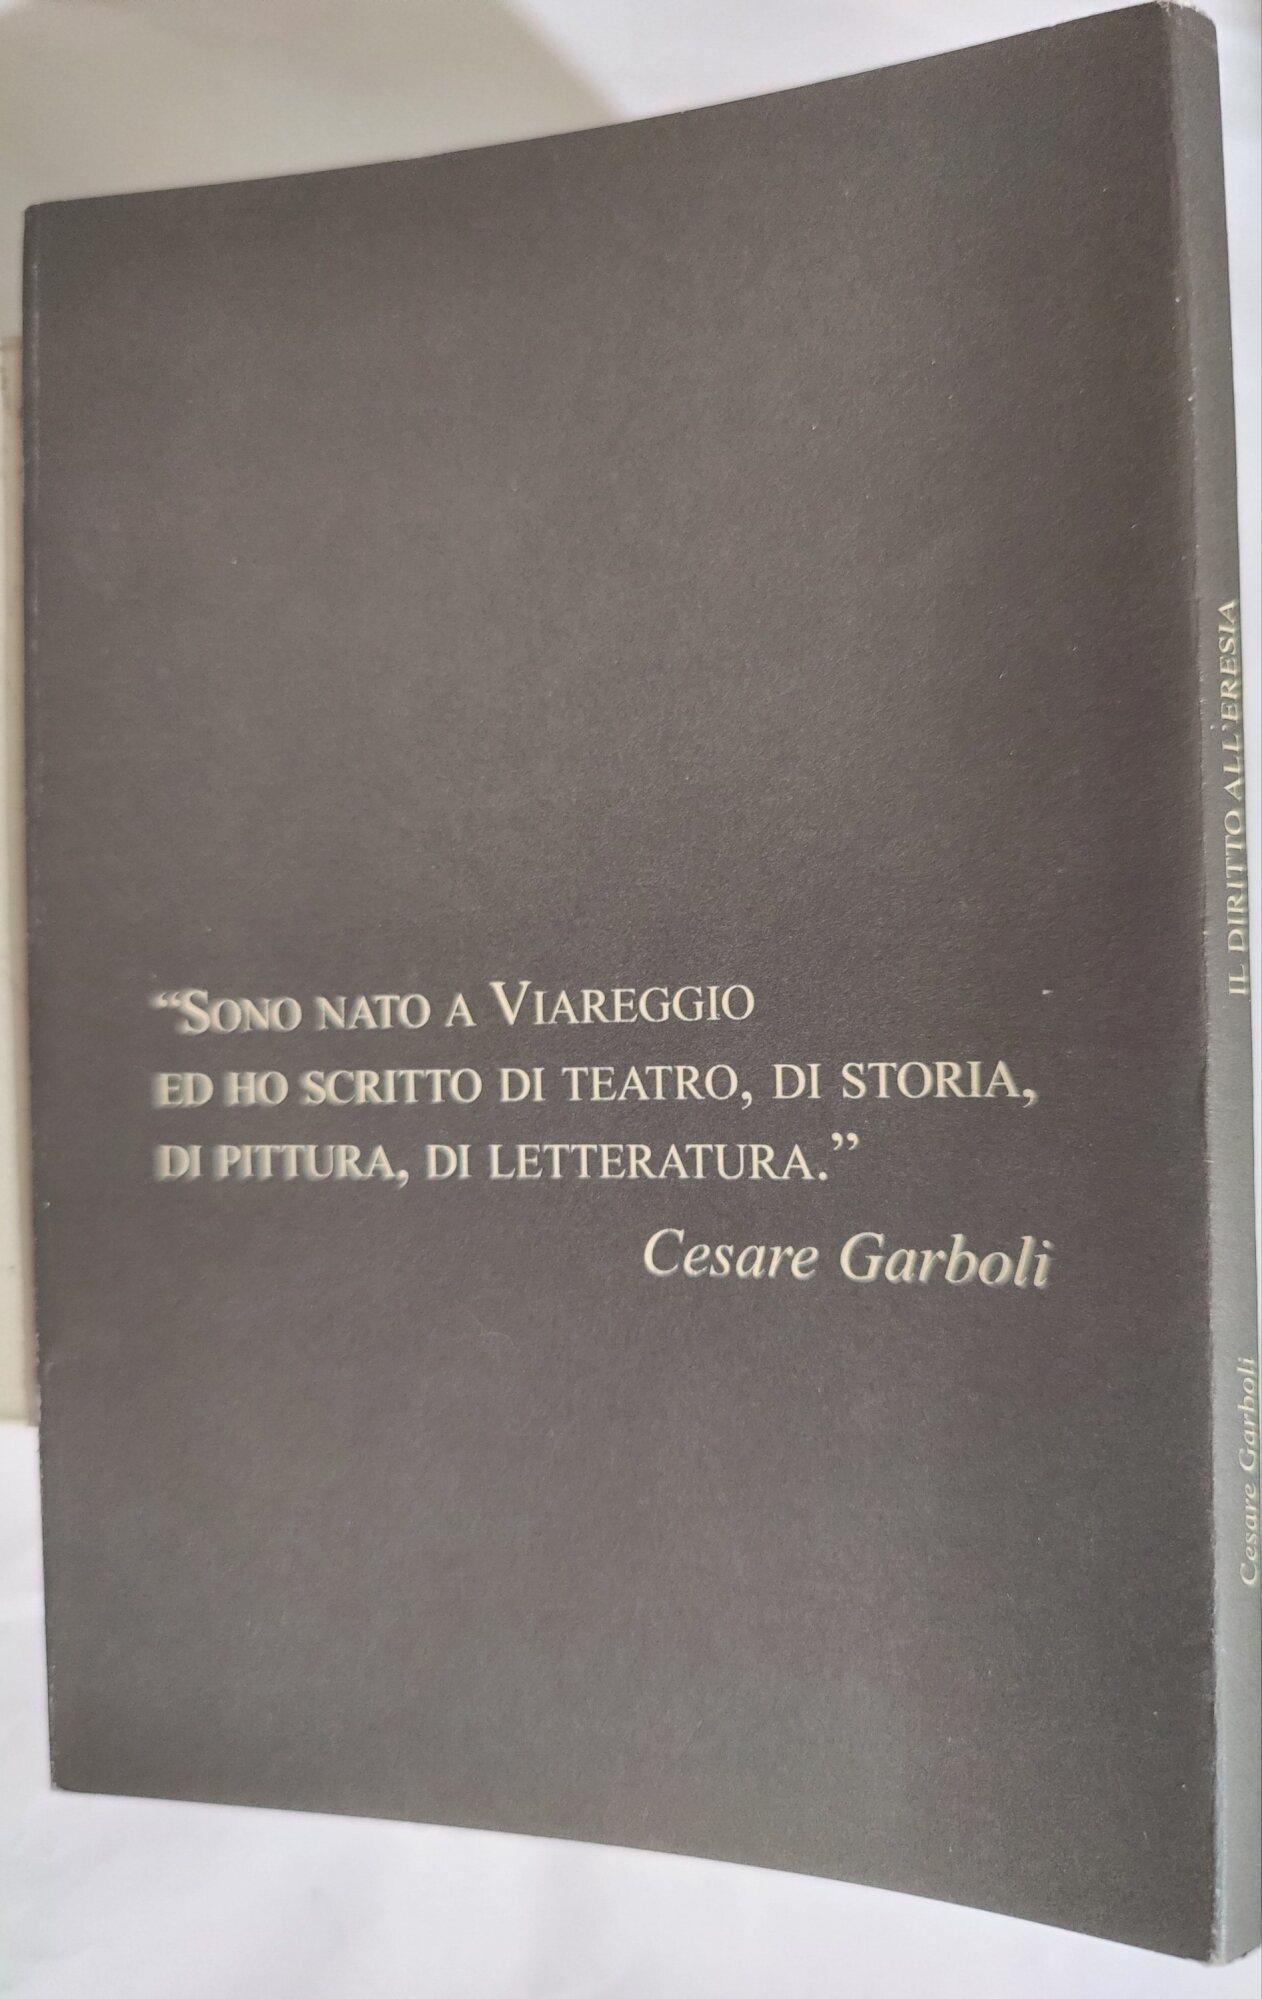 “SONO NATO A VIAREGGIO
ED HO SCRITTO DI TEATRO, DI STORIA,
DI PITTURA, DI LETTERATURA.”
Cesare Garboli
IL DIRITTO ALL'ERESIA
Cesare Garboli